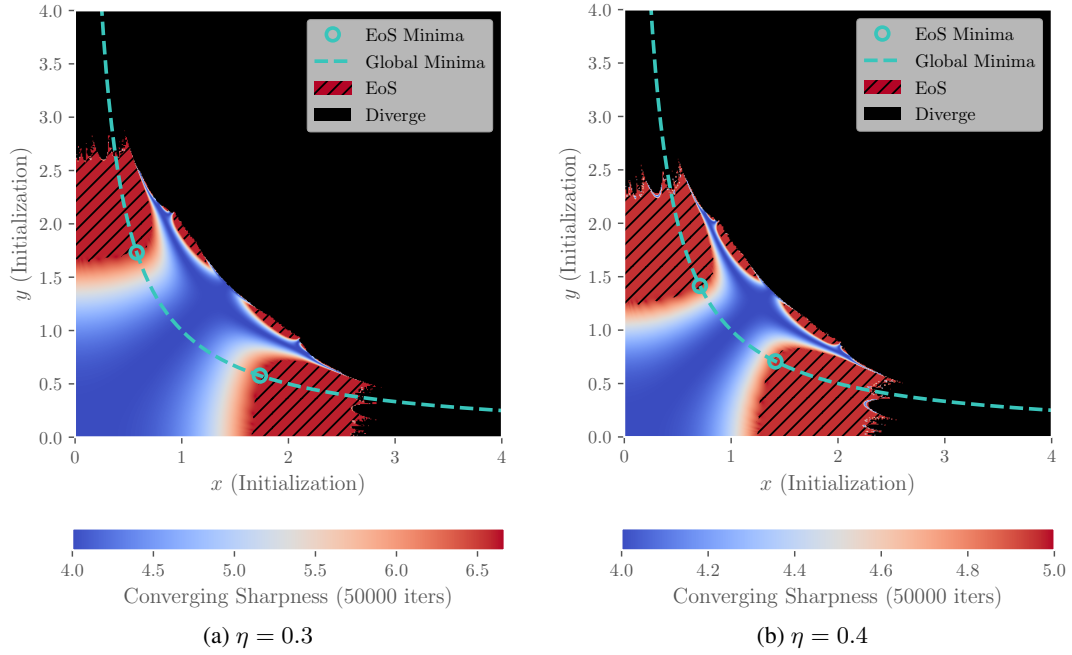 4.0
3.5
3.0
2.5
2.0
1.5
1.0
0.5
0.0
y (Initialization)
0 1 2 3 4
x (Initialization)
EoS Minima
Global Minima
EoS
Diverge
4.0 4.5 5.0 5.5 6.0 6.5
Converging Sharpness (50000 iters)
(a) η = 0.3
4.0
3.5
3.0
2.5
2.0
1.5
1.0
0.5
0.0
y (Initialization)
0 1 2 3 4
x (Initialization)
EoS Minima
Global Minima
EoS
Diverge
4.0 4.2 4.4 4.6 4.8 5.0
Converging Sharpness (50000 iters)
(b) η = 0.4